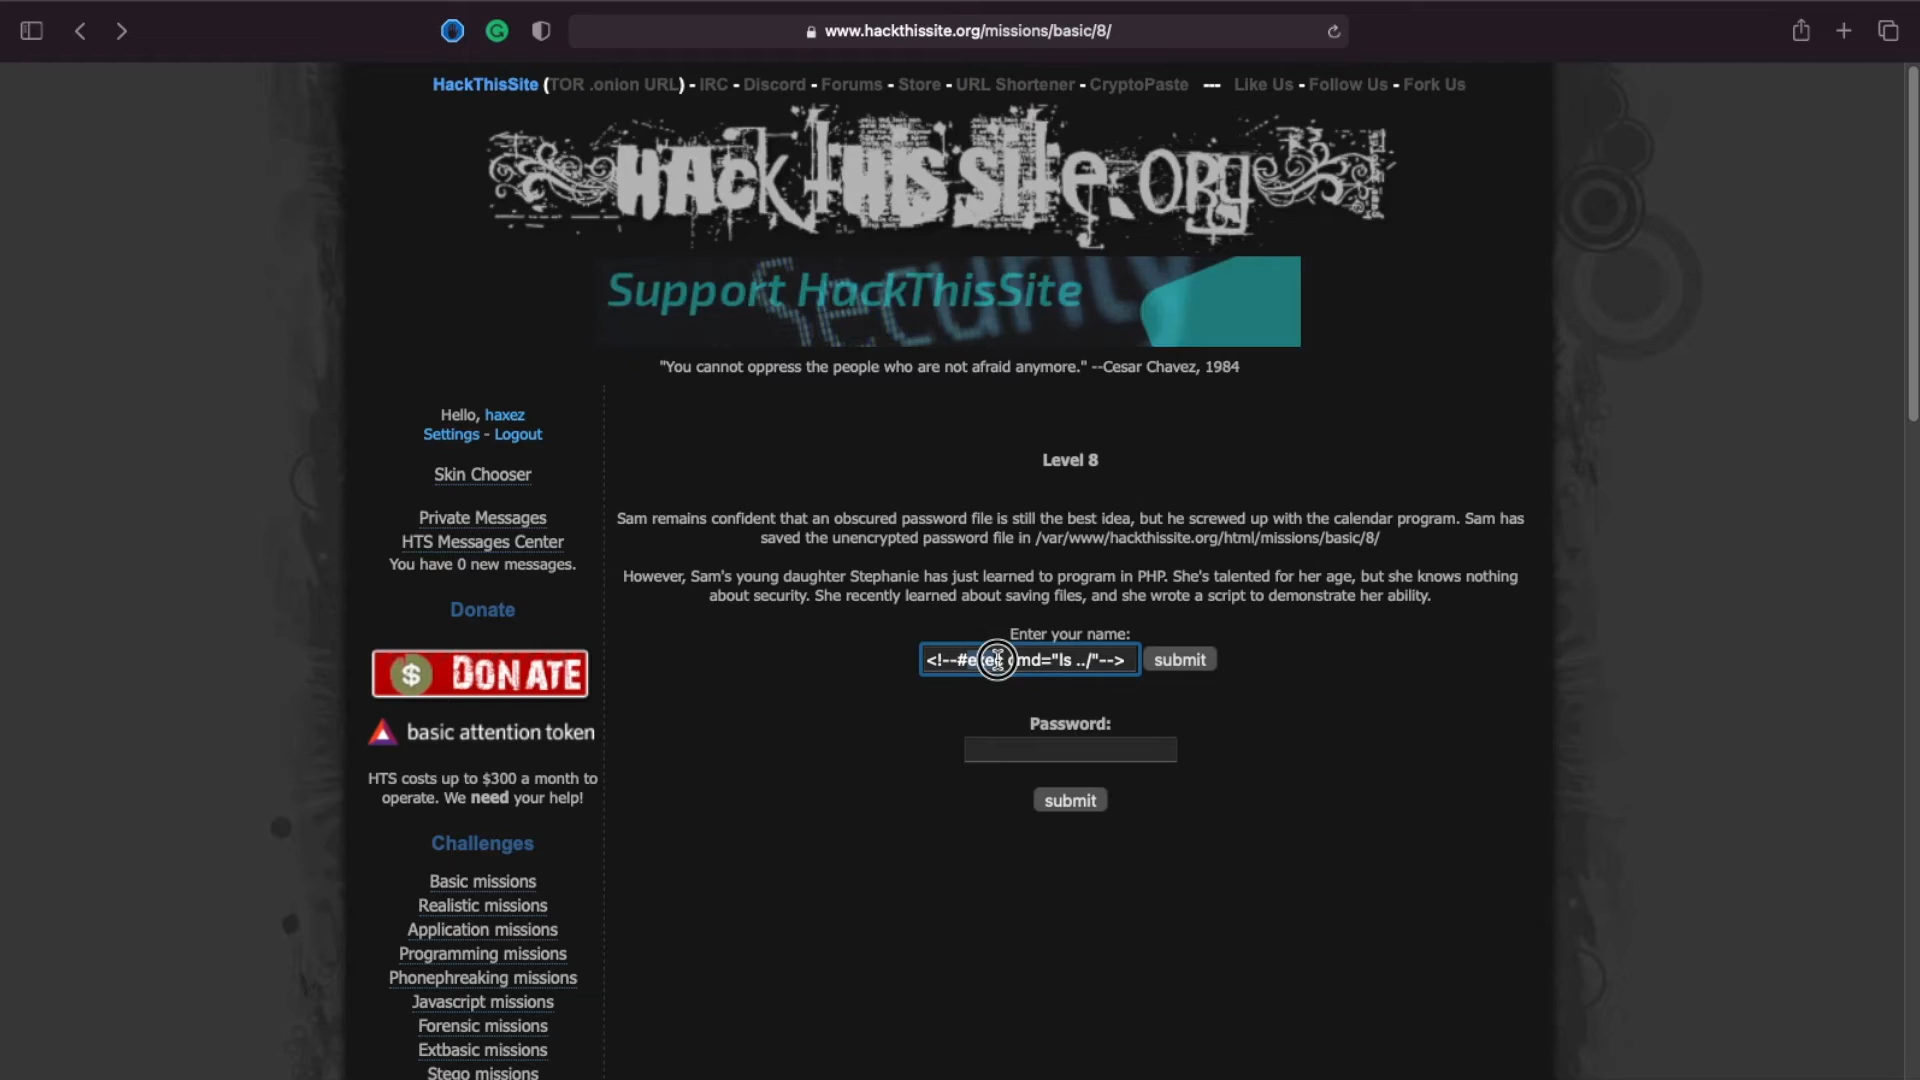 www.hackthissite.org/missions/basic/8/
HackThisSite (TOR .onion URL) - IRC - Discord - Forums - Store - URL Shortener - CryptoPaste --- Like Us - Follow Us - Fork Us
HAck tHiS SitE.ORG
Support HackThisSite
"You cannot oppress the people who are not afraid anymore." --Cesar Chavez, 1984
Hello, haxez
Settings - Logout
Skin Chooser
Private Messages
HTS Messages Center
You have 0 new messages.
Donate
$ DONATE
basic attention token
HTS costs up to $300 a month to
operate. We need your help!
Challenges
Basic missions
Realistic missions
Application missions
Programming missions
Phonephreaking missions
Javascript missions
Forensic missions
Extbasic missions
Stego missions
Level 8
Sam remains confident that an obscured password file is still the best idea, but he screwed up with the calendar program. Sam has
saved the unencrypted password file in /var/www/hackthissite.org/html/missions/basic/8/
However, Sam's young daughter Stephanie has just learned to program in PHP. She's talented for her age, but she knows nothing
about security. She recently learned about saving files, and she wrote a script to demonstrate her ability.
Enter your name:
<!--#exec cmd="ls ../"--> submit
Password:
submit